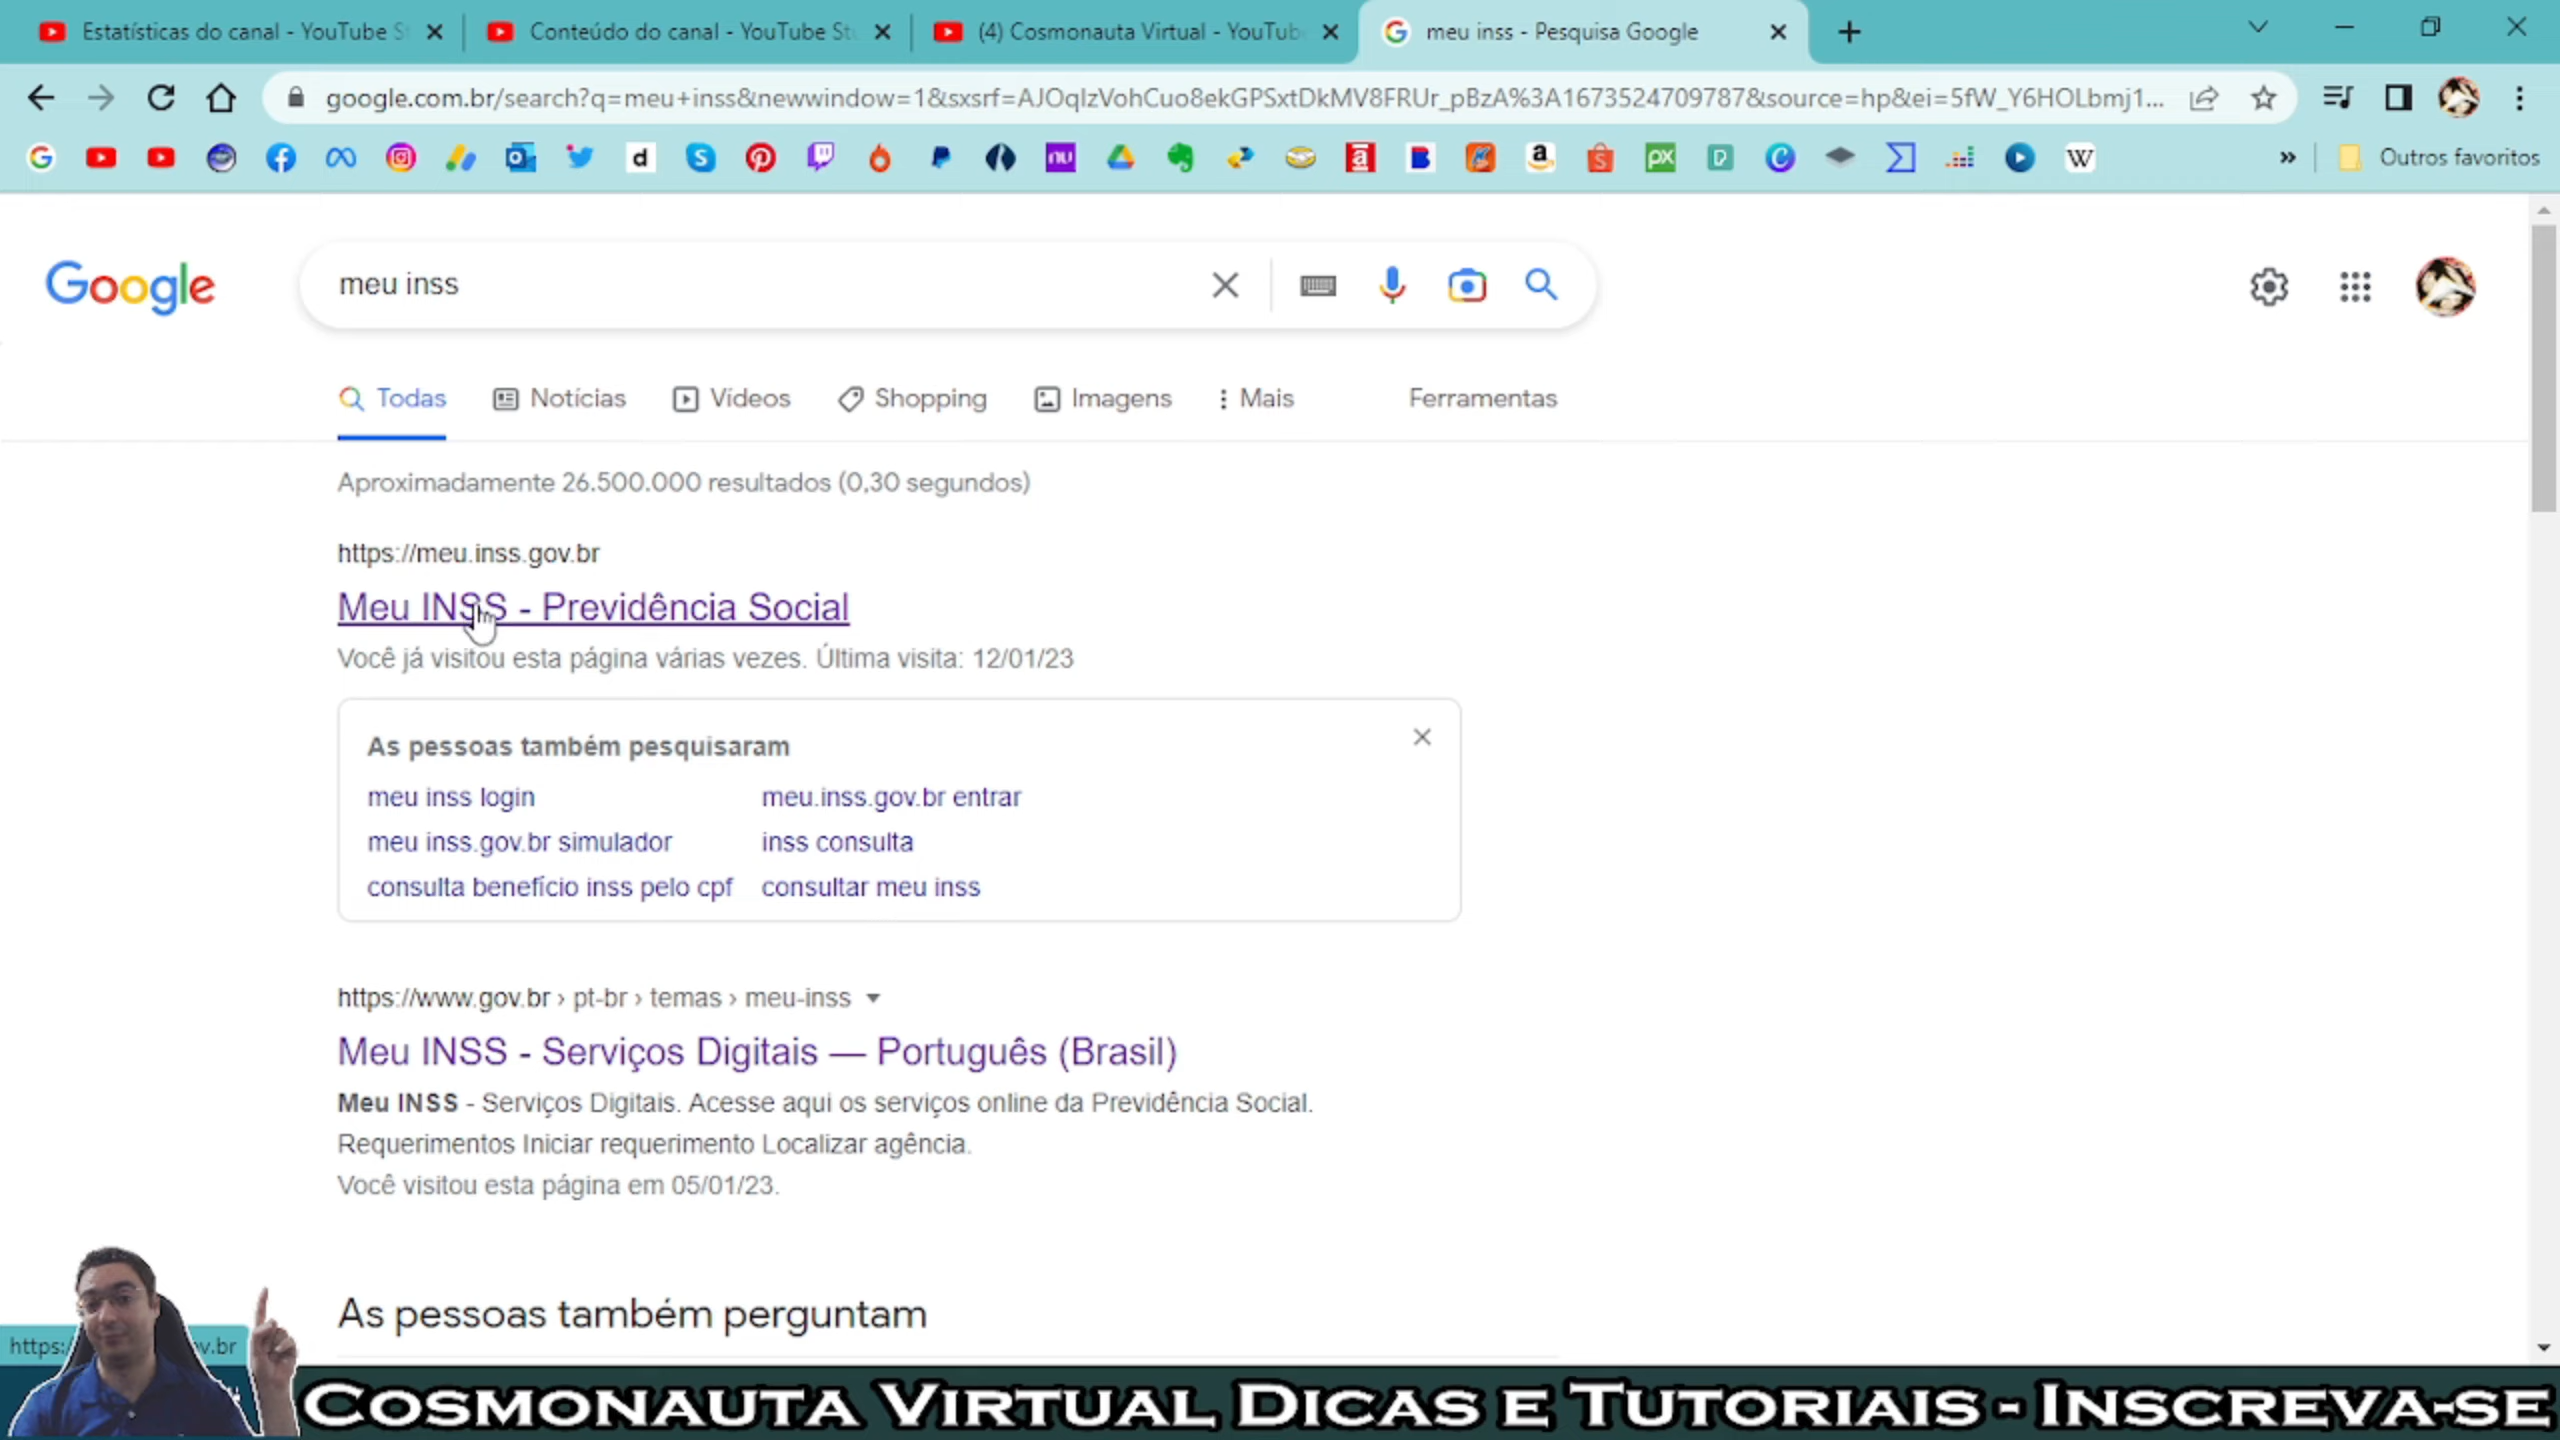 Estatísticas do canal - YouTube St
Conteúdo do canal - YouTube Stu
(4) Cosmonauta Virtual - YouTube
meu inss - Pesquisa Google
google.com.br/search?q=meu+inss&newwindow=1&sxsrf=AJOqlzVohCuo8ekGPSxtDkMV8FRUr_pBzA%3A1673524709787&source=hp&ei=5fW_Y6HOLbmj1...
Outros favoritos
Google
meu inss
Todas
Notícias
Vídeos
Shopping
Imagens
Mais
Ferramentas
Aproximadamente 26.500.000 resultados (0,30 segundos)
https://meu.inss.gov.br
Meu INSS - Previdência Social
Você já visitou esta página várias vezes. Última visita: 12/01/23
As pessoas também pesquisaram
meu inss login
meu.inss.gov.br entrar
meu inss.gov.br simulador
inss consulta
consulta benefício inss pelo cpf
consultar meu inss
https://www.gov.br › pt-br › temas › meu-inss
Meu INSS - Serviços Digitais — Português (Brasil)
Meu INSS - Serviços Digitais. Acesse aqui os serviços online da Previdência Social.
Requerimentos Iniciar requerimento Localizar agência.
Você visitou esta página em 05/01/23.
As pessoas também perguntam
https:
ov.br
COSMONAUTA VIRTUAL DICAS E TUTORIAIS - INSCREVA-SE